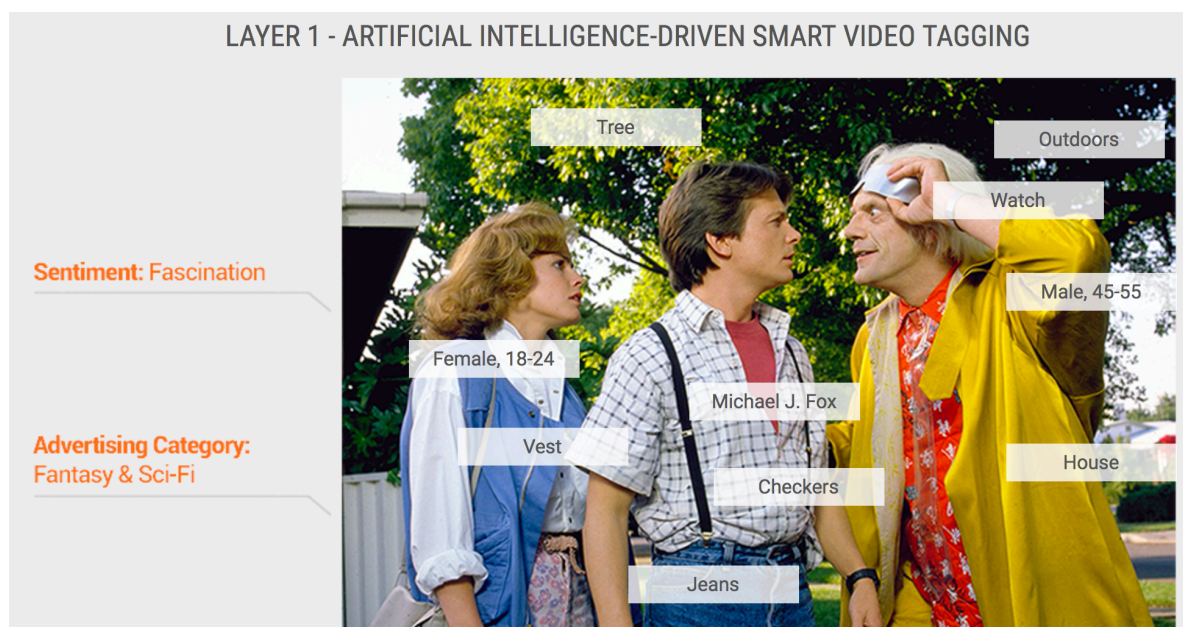 LAYER 1 - ARTIFICIAL INTELLIGENCE-DRIVEN SMART VIDEO TAGGING
Tree
Outdoors
Watch
Sentiment: Fascination
Male, 45-55
Female, 18-24
Michael J. Fox
Advertising Category:
Fantasy & Sci-Fi
Vest
House
Checkers
Jeans